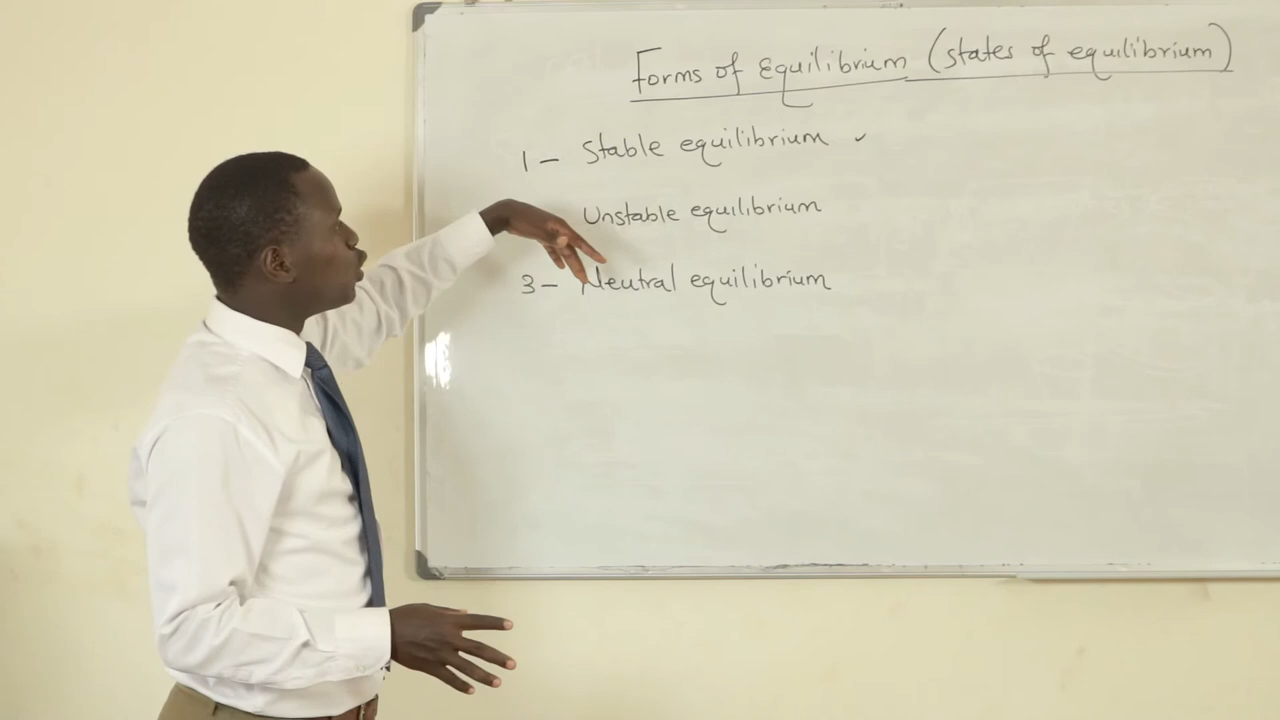 Forms of Equilibrium (states of equilibrium)
1- Stable equilibrium ✓
Unstable equilibrium
3- Neutral equilibrium